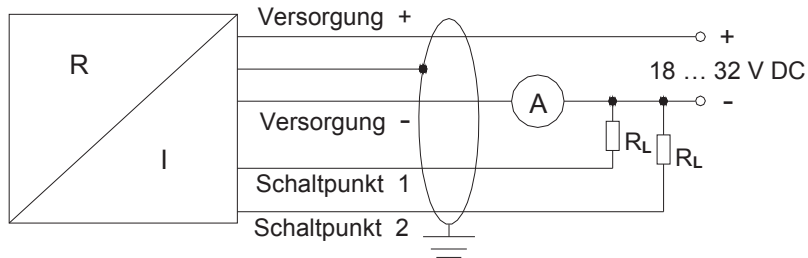 Versorgung +
+
R
18 … 32 V DC
A
-
Versorgung -
RL
RL
I
Schaltpunkt 1
Schaltpunkt 2